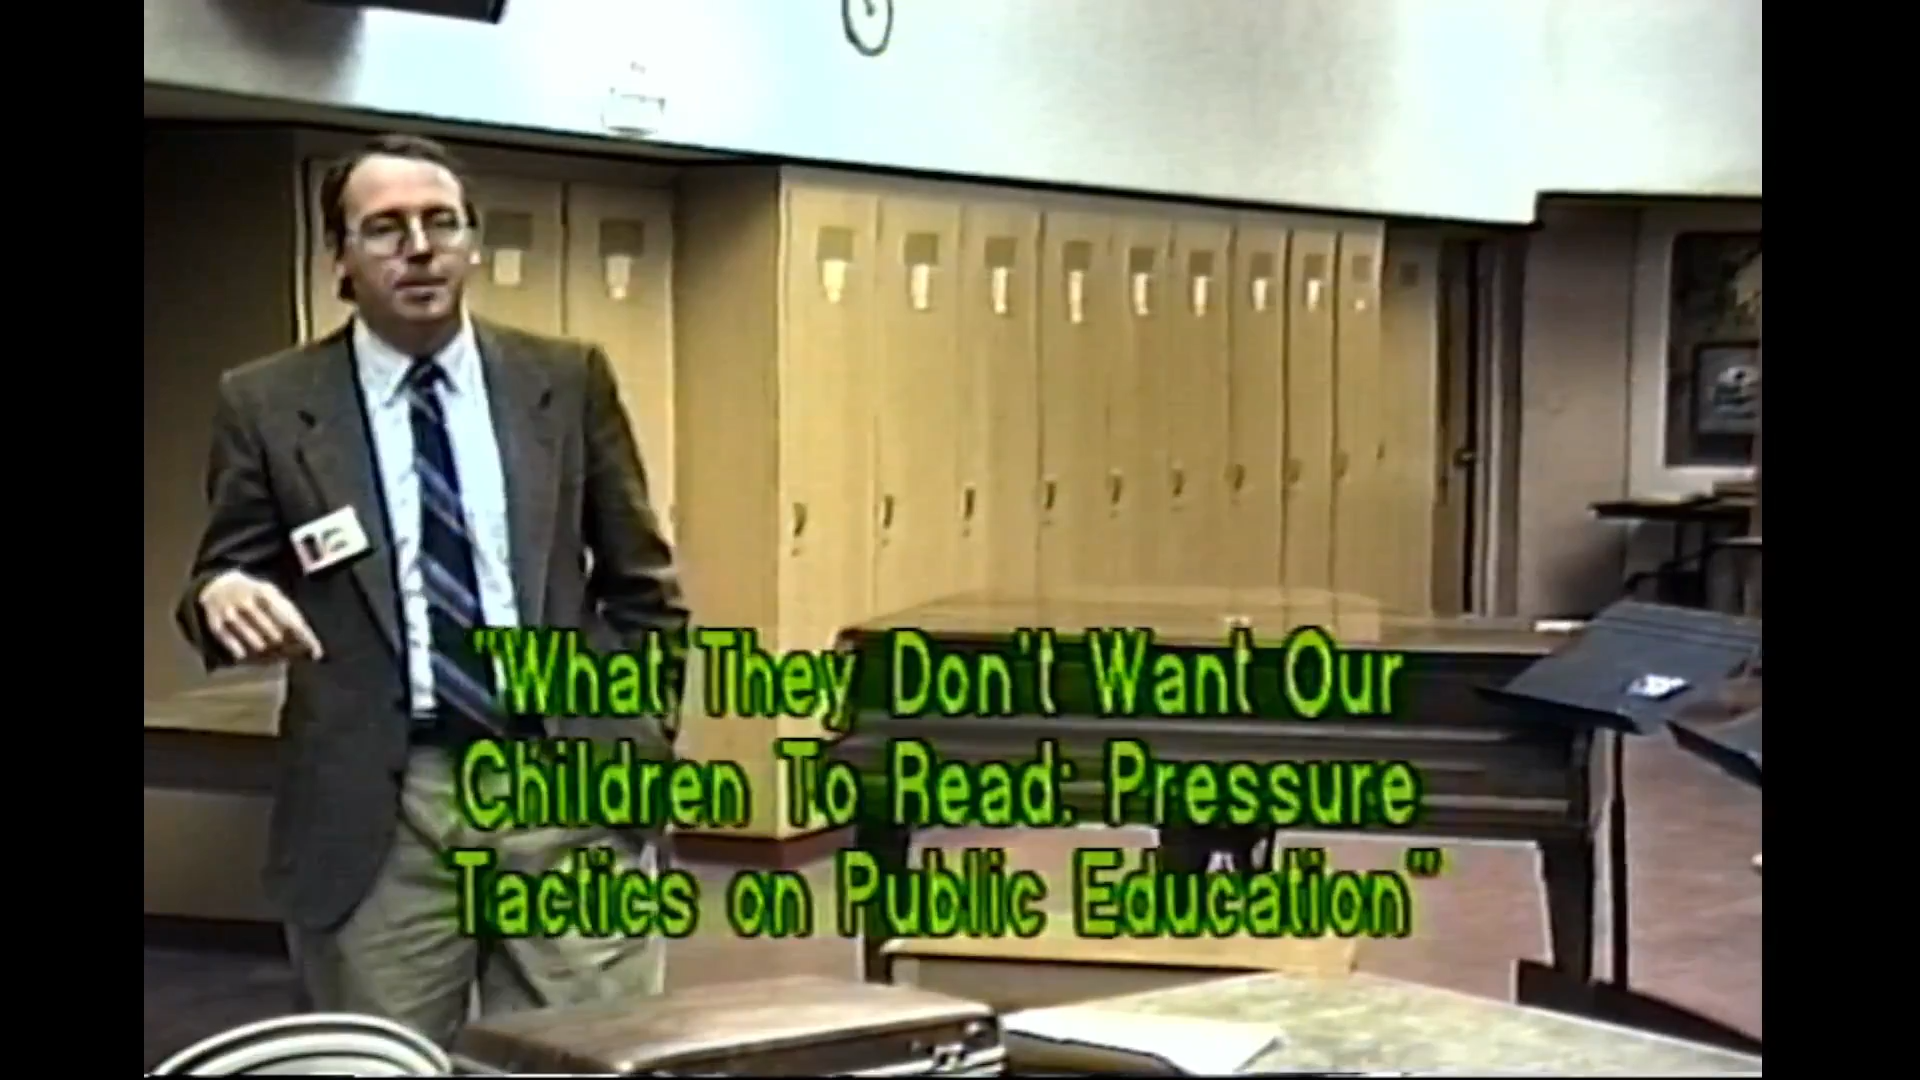 "What They Don't Want Our
Children To Read: Pressure
Tactics on Public Education"